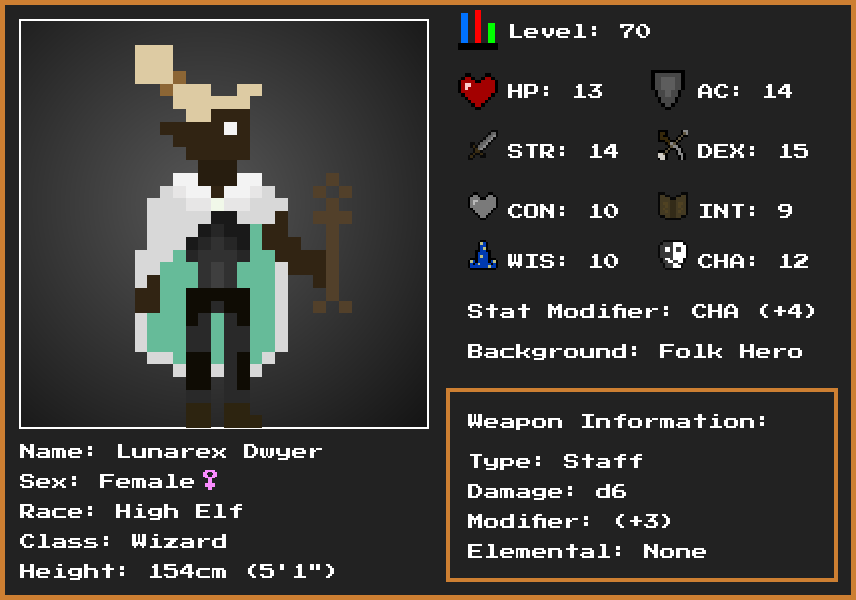 Level: 70
HP: 13 AC: 14
STR: 14 DEX: 15
CON: 10 INT: 9
WIS: 10 CHA: 12
Stat Modifier: CHA (+4)
Background: Folk Hero
Weapon Information:
Type: Staff
Damage: d6
Modifier: (+3)
Elemental: None
Name: Lunarex Dwyer
Sex: Female♀
Race: High Elf
Class: Wizard
Height: 154cm (5'1")